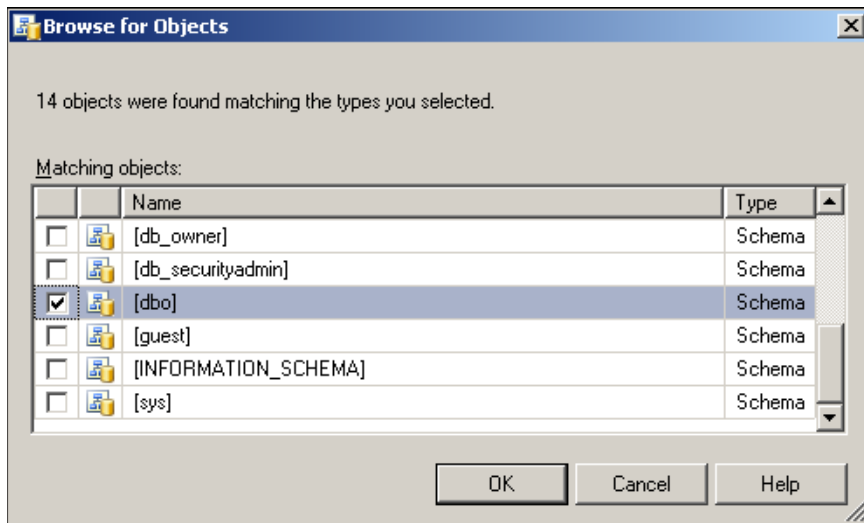 Browse for Objects
14 objects were found matching the types you selected.
Matching objects:
Name Type
[db_owner] Schema
[db_securityadmin] Schema
[dbo] Schema
[guest] Schema
[INFORMATION_SCHEMA] Schema
[sys] Schema
OK Cancel Help